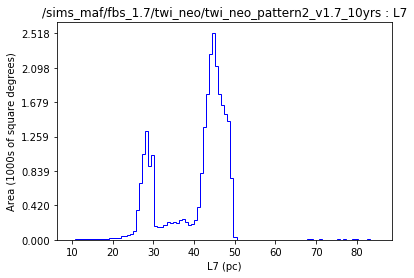 /sims_maf/fbs_1.7/twi_neo/twi_neo_pattern2_v1.7_10yrs : L7
2.518
2.098
1.679
1.259
0.839
0.420
0.000
Area (1000s of square degrees)
10 20 30 40 50 60 70 80
L7 (pc)